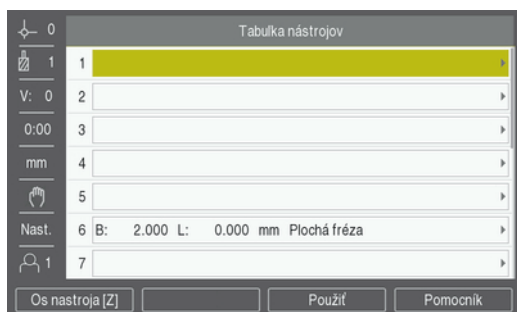 0 Tabulka nástrojov
1 1
V: 0 2
0:00 3
mm 4
5
Nast. 6 B: 2.000 L: 0.000 mm Plochá fréza
1 7
Os nastroja [Z] Použiť Pomocník